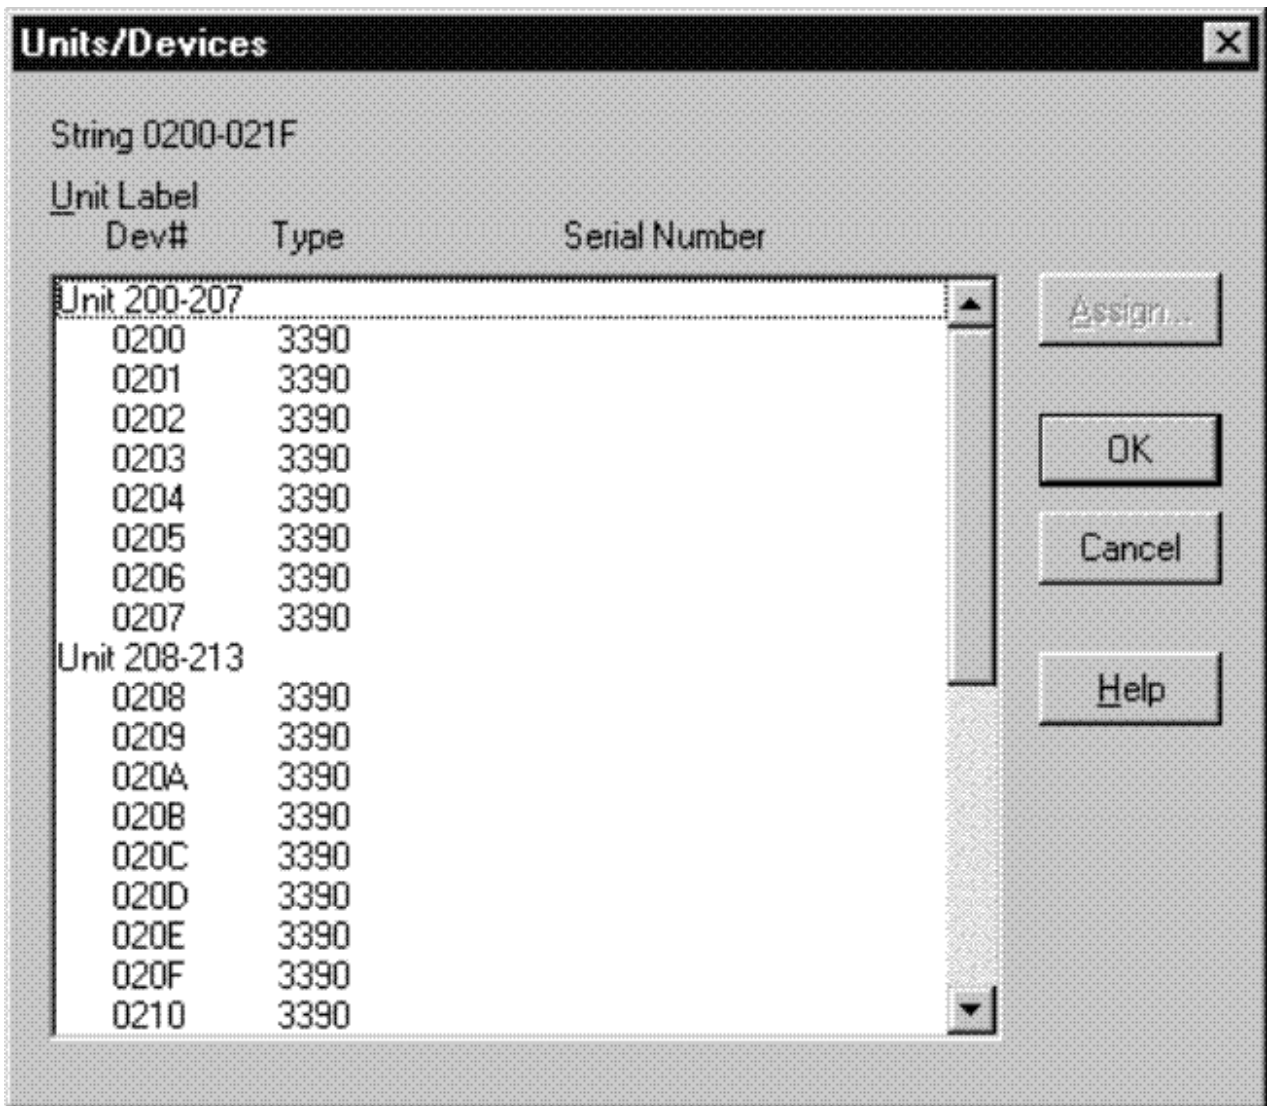 Units/Devices
String 0200-021F
Unit Label
Dev# Type Serial Number
Unit 200-207
0200 3390
0201 3390
0202 3390
0203 3390
0204 3390
0205 3390
0206 3390
0207 3390
Unit 208-213
0208 3390
0209 3390
020A 3390
020B 3390
020C 3390
020D 3390
020E 3390
020F 3390
0210 3390
Assign...
OK
Cancel
Help